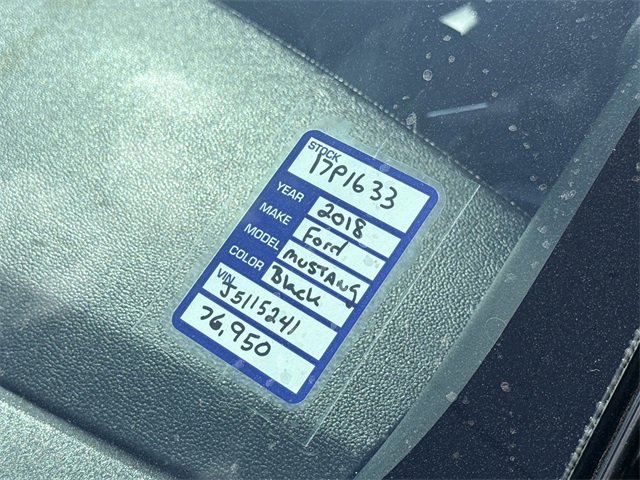 STOCK
17P1633
YEAR 2018
MAKE Ford
MODEL MUSTANG
COLOR Black
VIN
J5115241
76,950